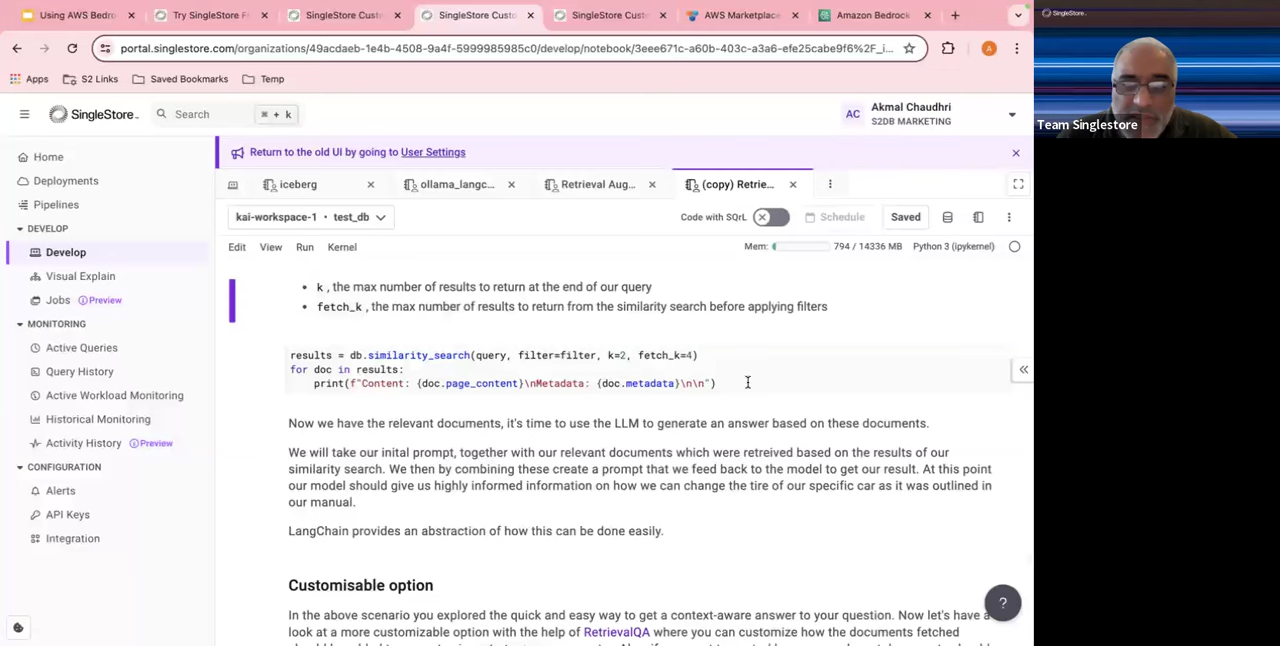 Using AWS Bedro
Try SingleStore F
SingleStore Cust
SingleStore Custo
SingleStore Cust
AWS Marketplace
Amazon Bedrock
portal.singlestore.com/organizations/49acdaeb-1e4b-4508-9a4f-5999985985c0/develop/notebook/3eee671c-a60b-403c-a3a6-efe25cabe9f6%2F_i...
A
Apps
S2 Links
Saved Bookmarks
Temp
SingleStore
Search
⌘ + k
AC
Akmal Chaudhri
S2DB MARKETING
Home
Deployments
Pipelines
DEVELOP
Develop
Visual Explain
Jobs
Preview
MONITORING
Active Queries
Query History
Active Workload Monitoring
Historical Monitoring
Activity History
Preview
CONFIGURATION
Alerts
API Keys
Integration
Return to the old UI by going to User Settings
iceberg
ollama_langc...
Retrieval Aug...
(copy) Retrie...
kai-workspace-1 • test_db
Code with SQrL
Schedule
Saved
Edit
View
Run
Kernel
Mem:
794 / 14336 MB
Python 3 (ipykernel)
• k , the max number of results to return at the end of our query
• fetch_k , the max number of results to return from the similarity search before applying filters
results = db.similarity_search(query, filter=filter, k=2, fetch_k=4)
for doc in results:
print(f"Content: {doc.page_content}\nMetadata: {doc.metadata}\n\n")
Now we have the relevant documents, it's time to use the LLM to generate an answer based on these documents.
We will take our inital prompt, together with our relevant documents which were retreived based on the results of our
similarity search. We then by combining these create a prompt that we feed back to the model to get our result. At this point
our model should give us highly informed information on how we can change the tire of our specific car as it was outlined in
our manual.
LangChain provides an abstraction of how this can be done easily.
Customisable option
In the above scenario you explored the quick and easy way to get a context-aware answer to your question. Now let's have a
look at a more customizable option with the help of RetrievalQA where you can customize how the documents fetched
?
SingleStore
Team Singlestore